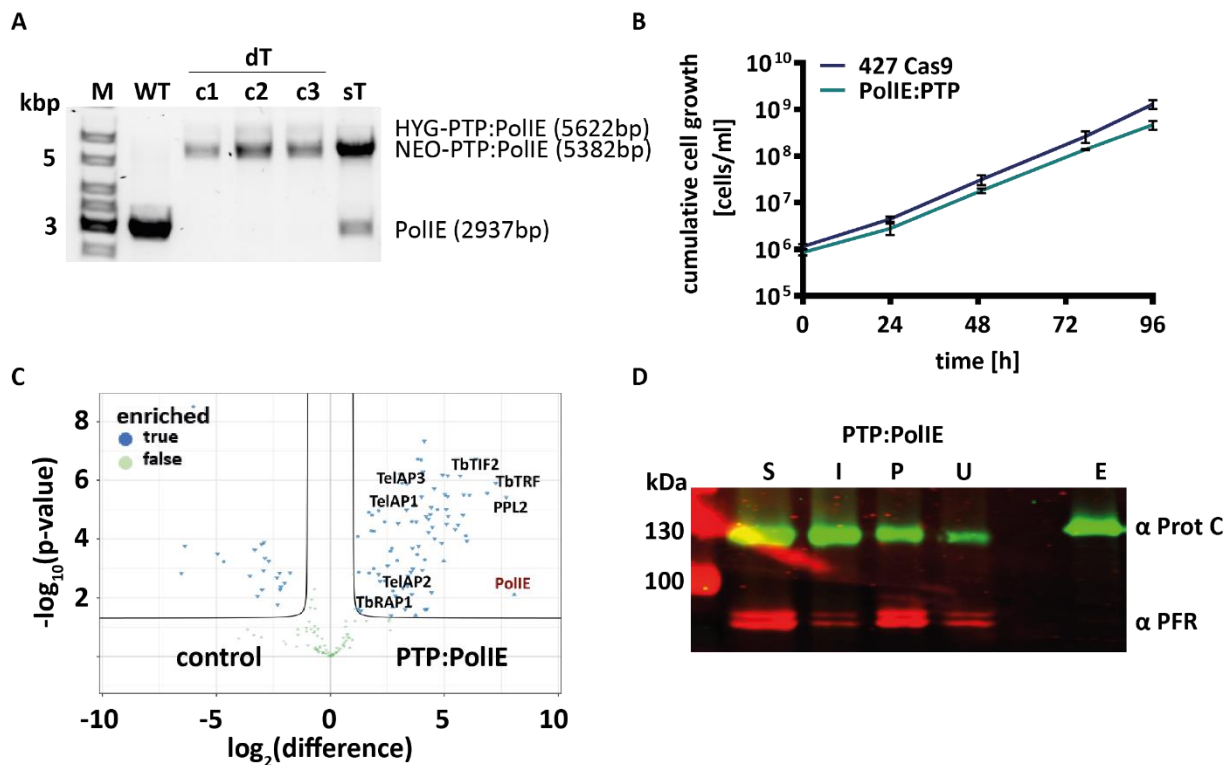 A
dT
kbp
M WT c1 c2 c3 sT
HYG-PTP:PolIE (5622bp)
5
NEO-PTP:PolIE (5382bp)
3
PolIE (2937bp)
B
427 Cas9
PolIE:PTP
cumulative cell growth
[cells/ml]
10^10
10^9
10^8
10^7
10^6
10^5
0 24 48 72 96
time [h]
C
enriched
true
false
-log10(p-value)
8
6
4
2
TbTIF2
TelAP3
TbTRF
TelAP1
PPL2
TelAP2
PolIE
TbRAP1
control
PTP:PolIE
-10 -5 0 5 10
log2(difference)
D
PTP:PolIE
kDa
S I P U E
130
α Prot C
100
α PFR